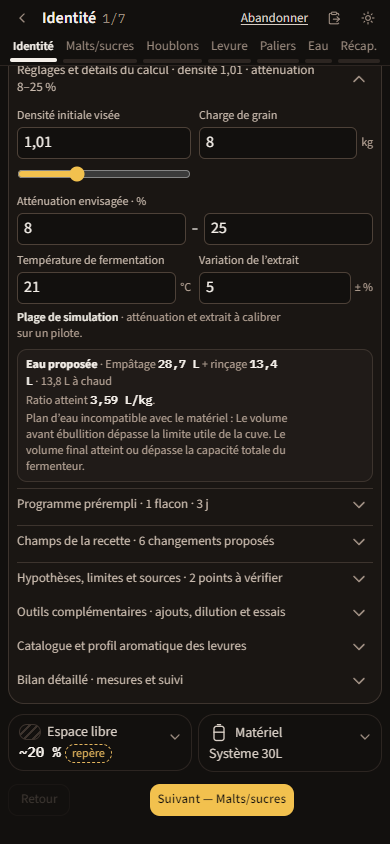 Identité 1/7
Abandonner
Identité Malts/sucres Houblons Levure Paliers Eau Récap.
Réglages et détails du calcul · densité 1,01 · atténuation
8–25 %
Densité initiale visée
Charge de grain
1,01
8 kg
Atténuation envisagée · %
8 – 25
Température de fermentation
Variation de l'extrait
21 °C
5 ± %
Plage de simulation · atténuation et extrait à calibrer
sur un pilote.
Eau proposée · Empâtage 28,7 L + rinçage 13,4
L · 13,8 L à chaud
Ratio atteint 3,59 L/kg.
Plan d'eau incompatible avec le matériel : Le volume
avant ébullition dépasse la limite utile de la cuve. Le
volume final atteint ou dépasse la capacité totale du
fermenteur.
Programme prérempli · 1 flacon · 3 j
Champs de la recette · 6 changements proposés
Hypothèses, limites et sources · 2 points à vérifier
Outils complémentaires · ajouts, dilution et essais
Catalogue et profil aromatique des levures
Bilan détaillé · mesures et suivi
Espace libre
~20 % repère
Matériel
Système 30L
Retour
Suivant — Malts/sucres